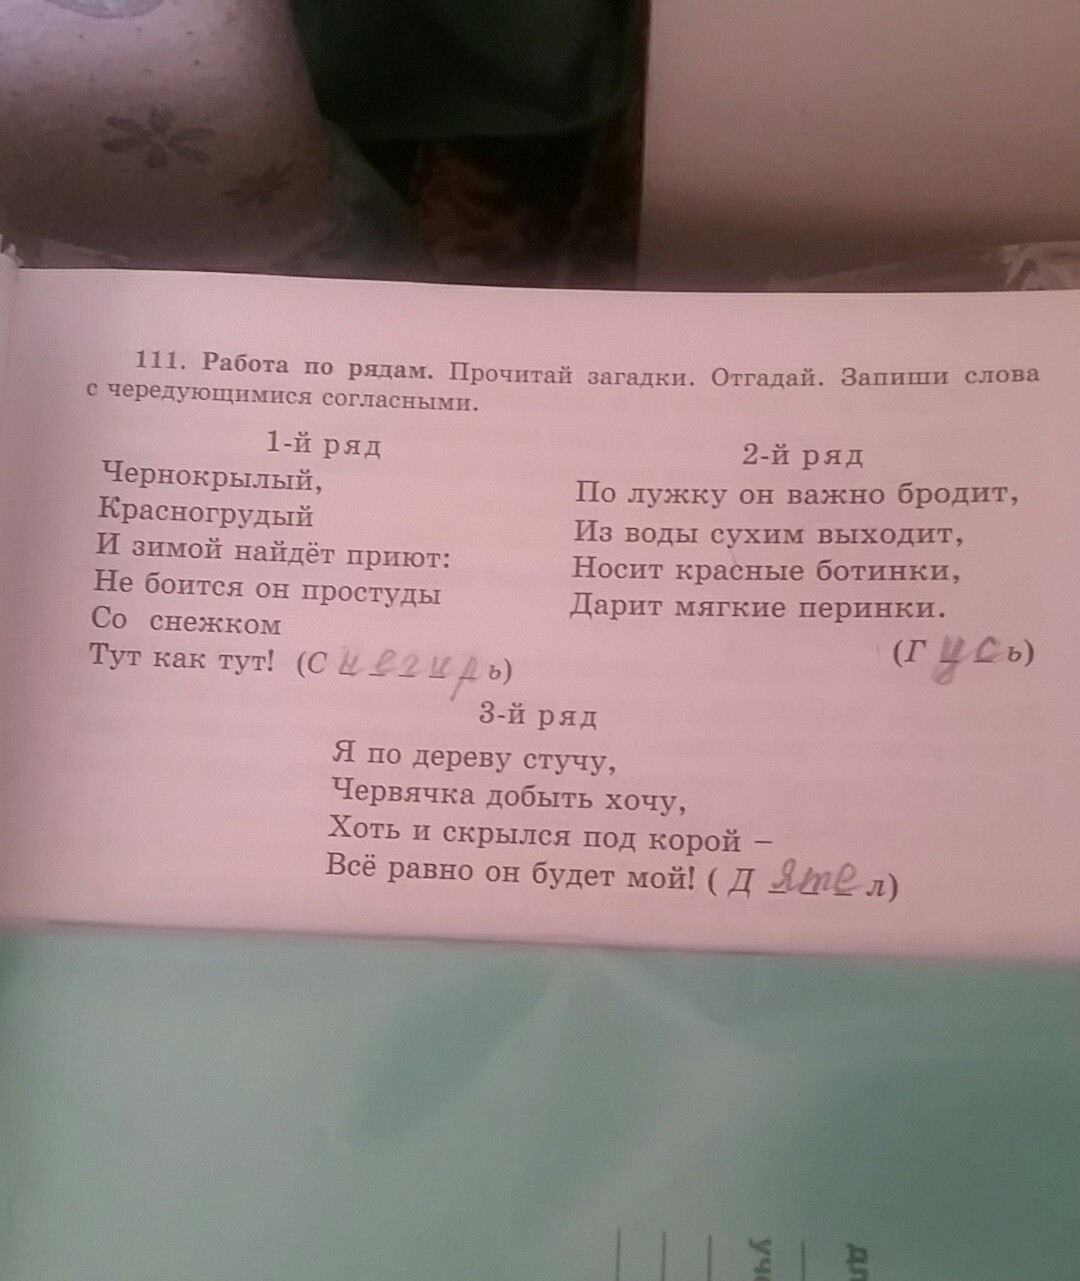 111. Работа по рядам. Прочитай загадки. Отгадай. Запиши слова
с чередующимися согласными.
1-й ряд
Чернокрылый,
Красногрудый
И зимой найдёт приют:
Не боится он простуды
Со снежком
Тут как тут! (Снегирь)
2-й ряд
По лужку он важно бродит,
Из воды сухим выходит,
Носит красные ботинки,
Дарит мягкие перинки.
(Гусь)
3-й ряд
Я по дереву стучу,
Червячка добыть хочу,
Хоть и скрылся под корой –
Всё равно он будет мой! (Дятел)